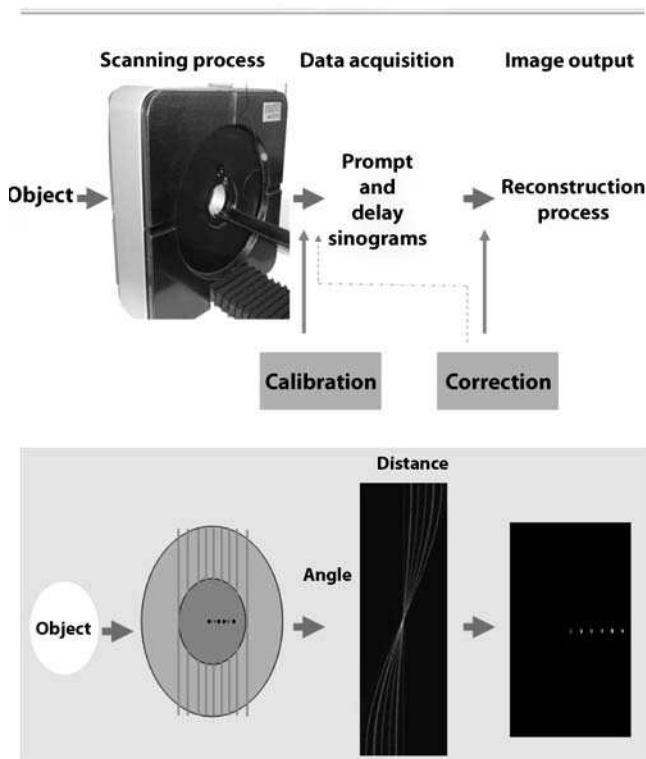 Scanning process
Data acquisition
Image output
Object
Prompt
and
delay
sinograms
Reconstruction
process
Calibration
Correction
Distance
Angle
Object